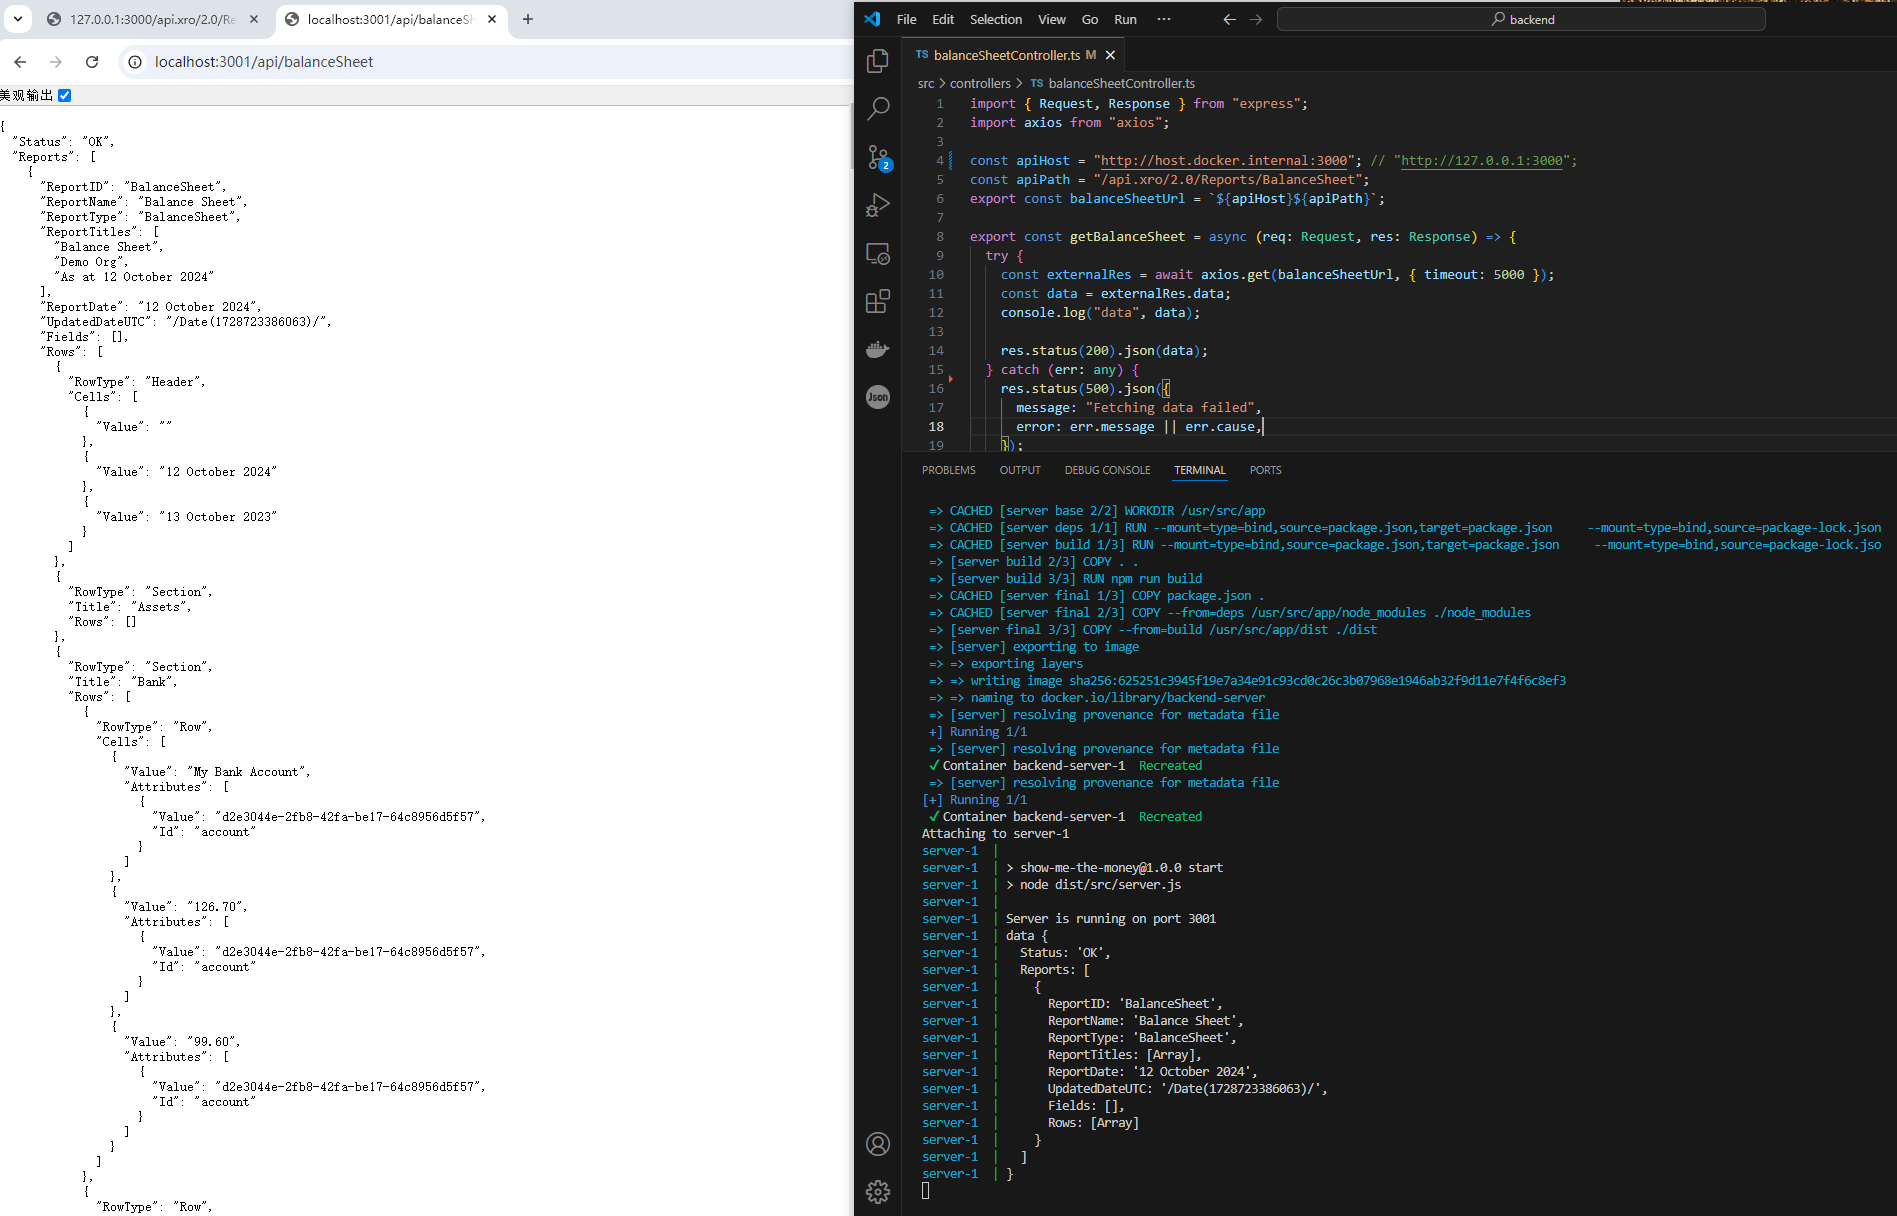 127.0.0.1:3000/api.xro/2.0/Re
localhost:3001/api/balanceSh
localhost:3001/api/balanceSheet
美观输出
{
"Status": "OK",
"Reports": [
{
"ReportID": "BalanceSheet",
"ReportName": "Balance Sheet",
"ReportType": "BalanceSheet",
"ReportTitles": [
"Balance Sheet",
"Demo Org",
"As at 12 October 2024"
],
"ReportDate": "12 October 2024",
"UpdatedDateUTC": "/Date(1728723386063)/",
"Fields": [],
"Rows": [
{
"RowType": "Header",
"Cells": [
{
"Value": ""
},
{
"Value": "12 October 2024"
},
{
"Value": "13 October 2023"
}
]
},
{
"RowType": "Section",
"Title": "Assets",
"Rows": []
},
{
"RowType": "Section",
"Title": "Bank",
"Rows": [
{
"RowType": "Row",
"Cells": [
{
"Value": "My Bank Account",
"Attributes": [
{
"Value": "d2e3044e-2fb8-42fa-be17-64c8956d5f57",
"Id": "account"
}
]
},
{
"Value": "126.70",
"Attributes": [
{
"Value": "d2e3044e-2fb8-42fa-be17-64c8956d5f57",
"Id": "account"
}
]
},
{
"Value": "99.60",
"Attributes": [
{
"Value": "d2e3044e-2fb8-42fa-be17-64c8956d5f57",
"Id": "account"
}
]
}
]
},
{
"RowType": "Row",
File Edit Selection View Go Run ··· backend
TS balanceSheetController.ts M
src > controllers > TS balanceSheetController.ts
1 import { Request, Response } from "express";
2 import axios from "axios";
3
4 const apiHost = "http://host.docker.internal:3000"; // "http://127.0.0.1:3000";
5 const apiPath = "/api.xro/2.0/Reports/BalanceSheet";
6 export const balanceSheetUrl = `${apiHost}${apiPath}`;
7
8 export const getBalanceSheet = async (req: Request, res: Response) => {
9 try {
10 const externalRes = await axios.get(balanceSheetUrl, { timeout: 5000 });
11 const data = externalRes.data;
12 console.log("data", data);
13
14 res.status(200).json(data);
15 } catch (err: any) {
16 res.status(500).json({
17 message: "Fetching data failed",
18 error: err.message || err.cause,
19 });
2
Json
PROBLEMS OUTPUT DEBUG CONSOLE TERMINAL PORTS
=> CACHED [server base 2/2] WORKDIR /usr/src/app
=> CACHED [server deps 1/1] RUN --mount=type=bind,source=package.json,target=package.json --mount=type=bind,source=package-lock.json
=> CACHED [server build 1/3] RUN --mount=type=bind,source=package.json,target=package.json --mount=type=bind,source=package-lock.jso
=> [server build 2/3] COPY . .
=> [server build 3/3] RUN npm run build
=> CACHED [server final 1/3] COPY package.json .
=> CACHED [server final 2/3] COPY --from=deps /usr/src/app/node_modules ./node_modules
=> [server final 3/3] COPY --from=build /usr/src/app/dist ./dist
=> [server] exporting to image
=> => exporting layers
=> => writing image sha256:625251c3945f19e7a34e91c93cd0c26c3b07968e1946ab32f9d11e7f4f6c8ef3
=> => naming to docker.io/library/backend-server
=> [server] resolving provenance for metadata file
+] Running 1/1
=> [server] resolving provenance for metadata file
✓Container backend-server-1 Recreated
=> [server] resolving provenance for metadata file
[+] Running 1/1
✓Container backend-server-1 Recreated
Attaching to server-1
server-1 |
server-1 | > show-me-the-money@1.0.0 start
server-1 | > node dist/src/server.js
server-1 |
server-1 | Server is running on port 3001
server-1 | data {
server-1 | Status: 'OK',
server-1 | Reports: [
server-1 | {
server-1 | ReportID: 'BalanceSheet',
server-1 | ReportName: 'Balance Sheet',
server-1 | ReportType: 'BalanceSheet',
server-1 | ReportTitles: [Array],
server-1 | ReportDate: '12 October 2024',
server-1 | UpdatedDateUTC: '/Date(1728723386063)/',
server-1 | Fields: [],
server-1 | Rows: [Array]
server-1 | }
server-1 | ]
server-1 | }